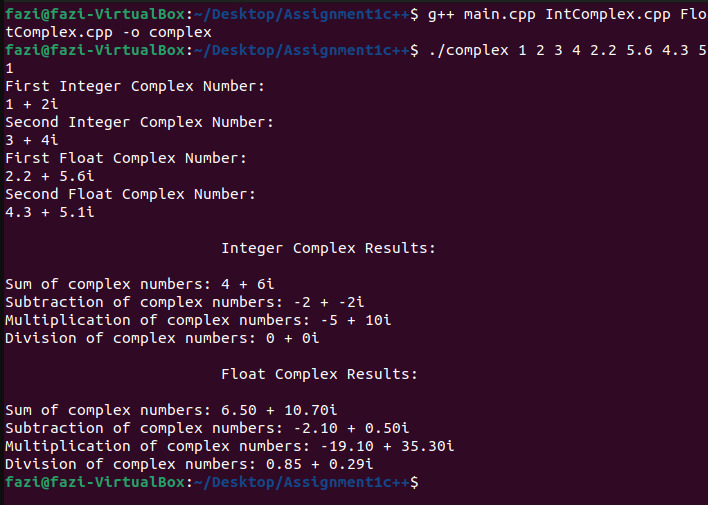 fazi@fazi-VirtualBox:~/Desktop/Assignment1c++$ g++ main.cpp IntComplex.cpp Flo
tComplex.cpp -o complex
fazi@fazi-VirtualBox:~/Desktop/Assignment1c++$ ./complex 1 2 3 4 2.2 5.6 4.3 5
1
First Integer Complex Number:
1 + 2i
Second Integer Complex Number:
3 + 4i
First Float Complex Number:
2.2 + 5.6i
Second Float Complex Number:
4.3 + 5.1i
Integer Complex Results:
Sum of complex numbers: 4 + 6i
Subtraction of complex numbers: -2 + -2i
Multiplication of complex numbers: -5 + 10i
Division of complex numbers: 0 + 0i
Float Complex Results:
Sum of complex numbers: 6.50 + 10.70i
Subtraction of complex numbers: -2.10 + 0.50i
Multiplication of complex numbers: -19.10 + 35.30i
Division of complex numbers: 0.85 + 0.29i
fazi@fazi-VirtualBox:~/Desktop/Assignment1c++$